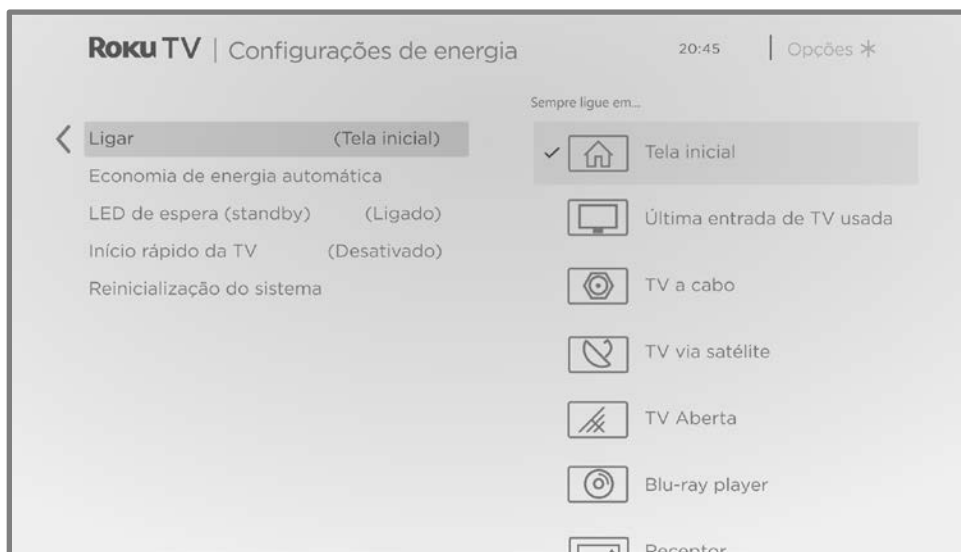 Roku TV | Configurações de energia 20:45 | Opções *
Sempre ligue em...
Ligar (Tela inicial)
Economia de energia automática
LED de espera (standby) (Ligado)
Início rápido da TV (Desativado)
Reinicialização do sistema
Tela inicial
Última entrada de TV usada
TV a cabo
TV via satélite
TV Aberta
Blu-ray player
Receptor